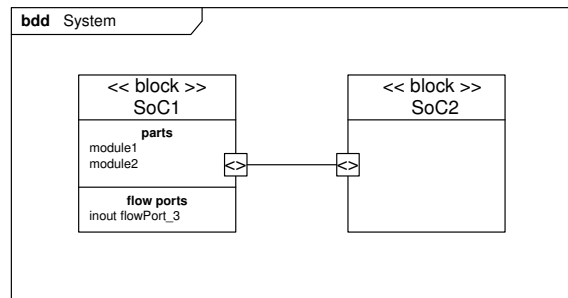 bdd System
<< block >>
SoC1
parts
module1
module2
<>
flow ports
inout flowPort_3
<< block >>
SoC2
<>